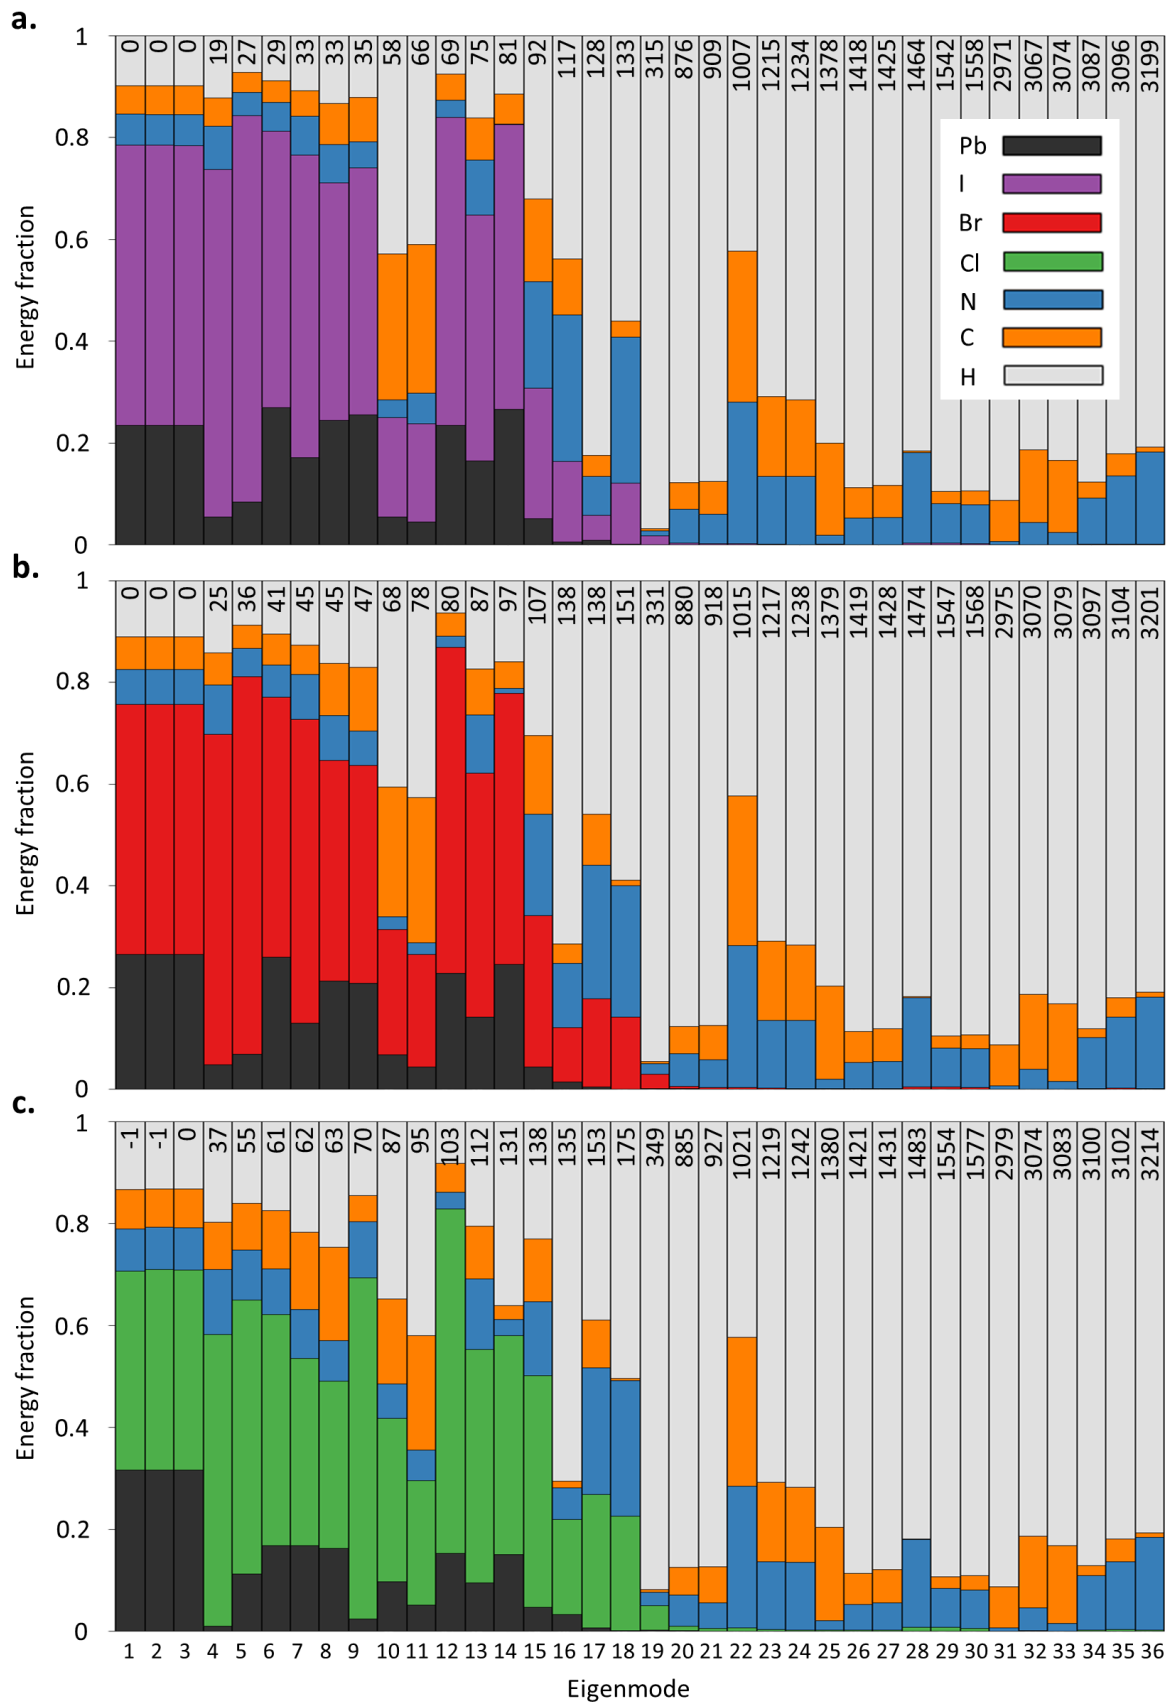 a.
1
0.8
0.6
0.4
0.2
0
Energy fraction
0 0 0 19 27 29 33 33 35 58 66 69 75 81 92 117 128 133 315 876 909 1007 1215 1234 1378 1418 1425 1464 1542 1558 2971 3067 3074 3087 3096 3199
Pb
I
Br
Cl
N
C
H
b.
1
0.8
0.6
0.4
0.2
0
Energy fraction
0 0 0 25 36 41 45 45 47 68 78 80 87 97 107 138 138 151 331 880 918 1015 1217 1238 1379 1419 1428 1474 1547 1568 2975 3070 3079 3097 3104 3201
c.
1
0.8
0.6
0.4
0.2
0
Energy fraction
-1 -1 0 37 55 61 62 63 70 87 95 103 112 131 138 135 153 175 349 885 927 1021 1219 1242 1380 1421 1431 1483 1554 1577 2979 3074 3083 3100 3102 3214
1 2 3 4 5 6 7 8 9 10 11 12 13 14 15 16 17 18 19 20 21 22 23 24 25 26 27 28 29 30 31 32 33 34 35 36
Eigenmode